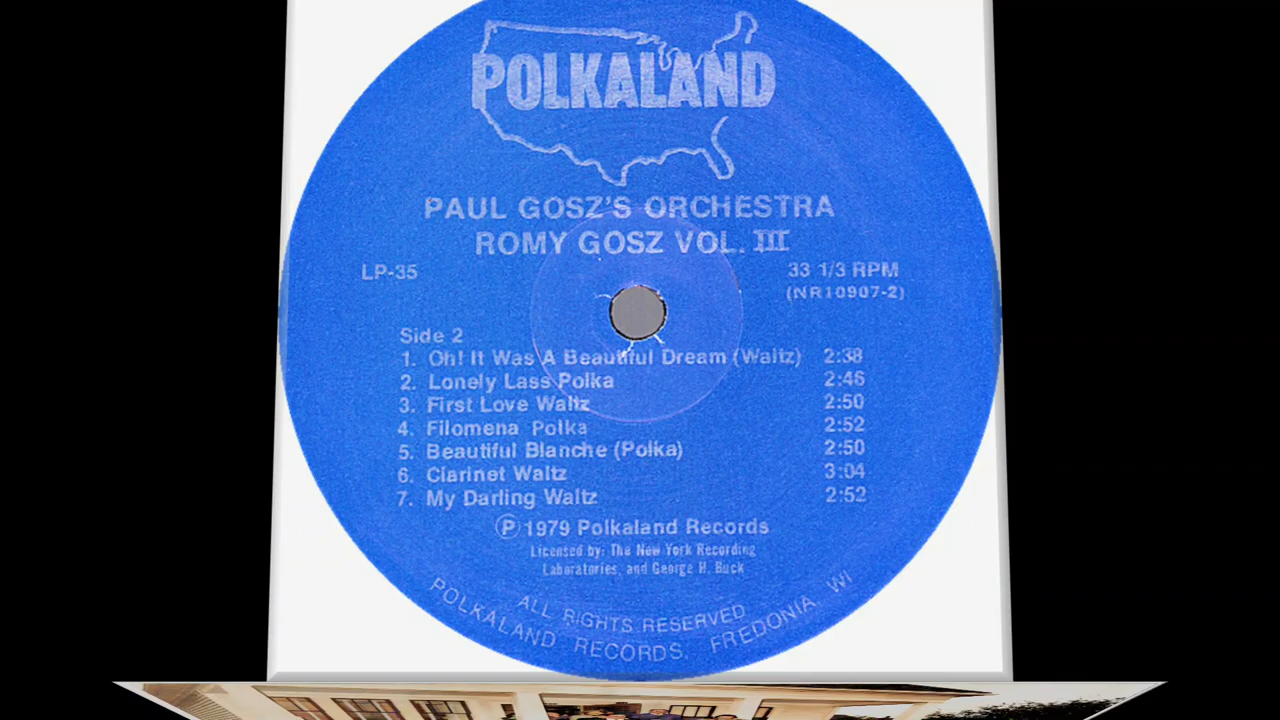 POLKALAND
PAUL GOSZ'S ORCHESTRA
ROMY GOSZ VOL. III
LP-35
33 1/3 RPM
(NR10907-2)
Side 2
1. Oh! It Was A Beautiful Dream (Waltz) 2:38
2. Lonely Lass Polka 2:46
3. First Love Waltz 2:50
4. Filomena Polka 2:52
5. Beautiful Blanche (Polka) 2:50
6. Clarinet Waltz 3:04
7. My Darling Waltz 2:52
Ⓟ 1979 Polkaland Records
Licensed by: The New York Recording
Laboratories, and George H. Buck
ALL RIGHTS RESERVED
POLKALAND RECORDS, FREDONIA, WI